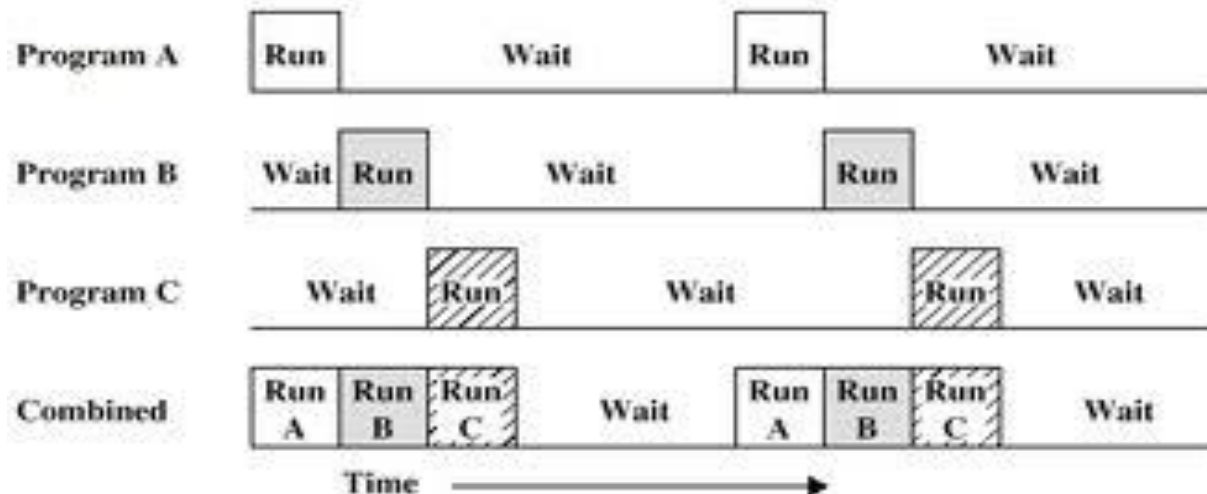 Program A Run Wait Run Wait
Program B Wait Run Wait Run Wait
Program C Wait Run Wait Run Wait
Combined Run A Run B Run C Wait Run A Run B Run C Wait
Time